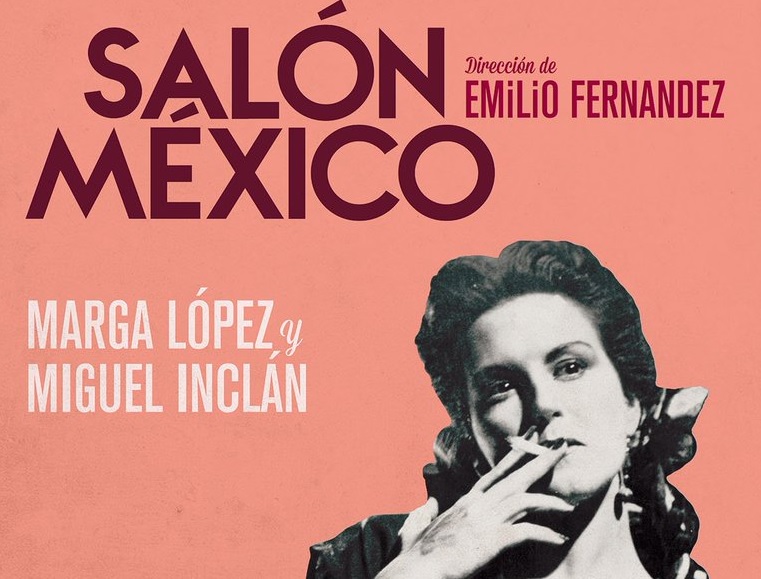 SALÓN
MÉXICO
Dirección de
EMiLiO FERNANDEZ
MARGA LÓPEZ y
MIGUEL INCLÁN